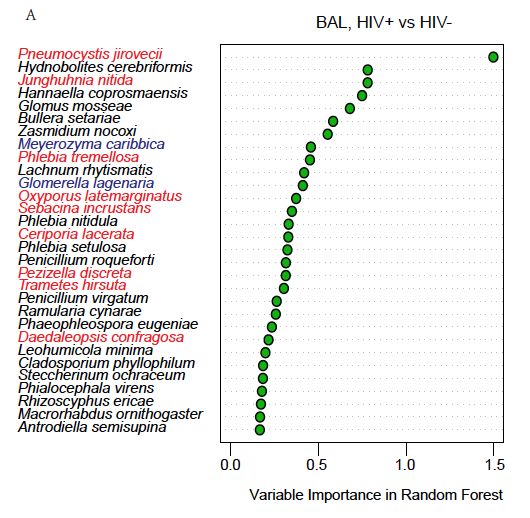 A
BAL, HIV+ vs HIV-
Pneumocystis jirovecii
Hydnobolites cerebriformis
Junghuhnia nitida
Hannaella coprosmaensis
Glomus mosseae
Bullera setariae
Zasmidium nocoxi
Meyerozyma caribbica
Phlebia tremellosa
Lachnum rhytismatis
Glomerella lagenaria
Oxyporus latemarginatus
Sebacina incrustans
Phlebia nitidula
Ceriporia lacerata
Phlebia setulosa
Penicillium roqueforti
Pezizella discreta
Trametes hirsuta
Penicillium virgatum
Ramularia cynarae
Phaeophleospora eugeniae
Daedaleopsis confragosa
Leohumicola minima
Cladosporium phyllophilum
Steccherinum ochraceum
Phialocephala virens
Rhizoscyphus ericae
Macrorhabdus ornithogaster
Antrodiella semisupina
0.0 0.5 1.0 1.5
Variable Importance in Random Forest